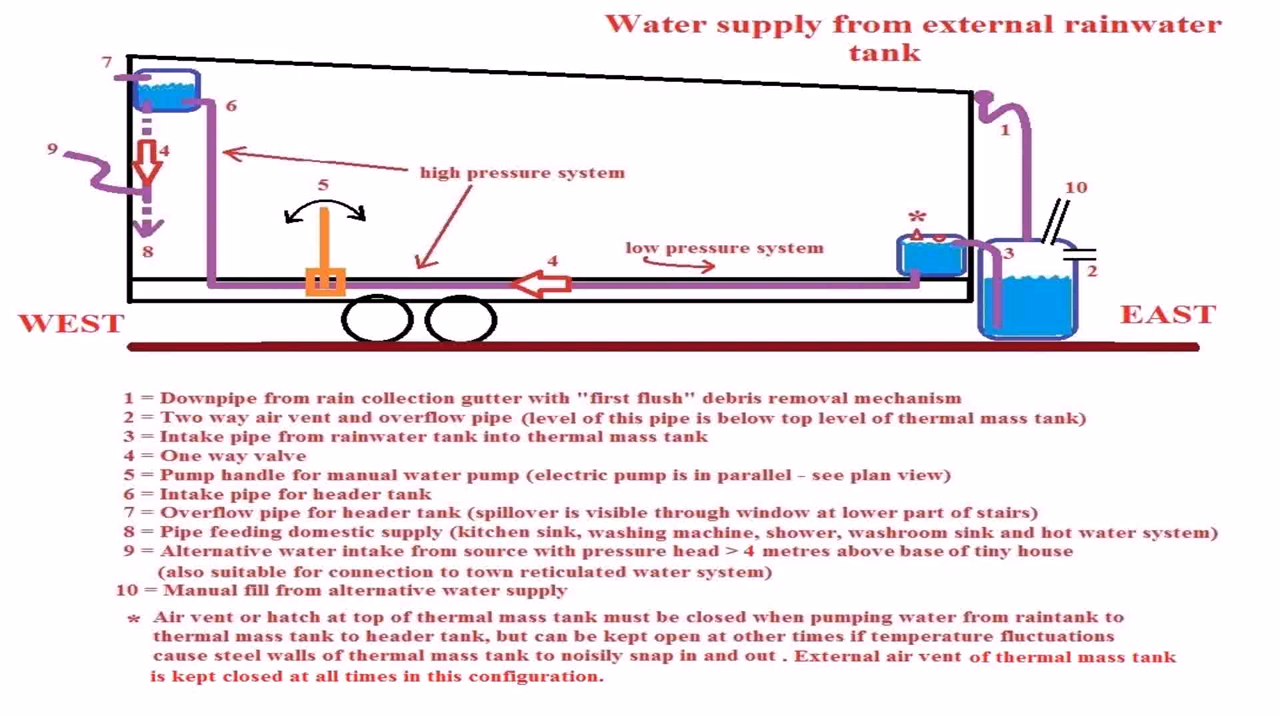 Water supply from external rainwater
tank
7
6
9
4
8
5
high pressure system
4
low pressure system
*
1
10
3
2
WEST
EAST
1 = Downpipe from rain collection gutter with "first flush" debris removal mechanism
2 = Two way air vent and overflow pipe (level of this pipe is below top level of thermal mass tank)
3 = Intake pipe from rainwater tank into thermal mass tank
4 = One way valve
5 = Pump handle for manual water pump (electric pump is in parallel - see plan view)
6 = Intake pipe for header tank
7 = Overflow pipe for header tank (spillover is visible through window at lower part of stairs)
8 = Pipe feeding domestic supply (kitchen sink, washing machine, shower, washroom sink and hot water system)
9 = Alternative water intake from source with pressure head > 4 metres above base of tiny house
(also suitable for connection to town reticulated water system)
10 = Manual fill from alternative water supply
* Air vent or hatch at top of thermal mass tank must be closed when pumping water from raintank to
thermal mass tank to header tank, but can be kept open at other times if temperature fluctuations
cause steel walls of thermal mass tank to noisily snap in and out . External air vent of thermal mass tank
is kept closed at all times in this configuration.